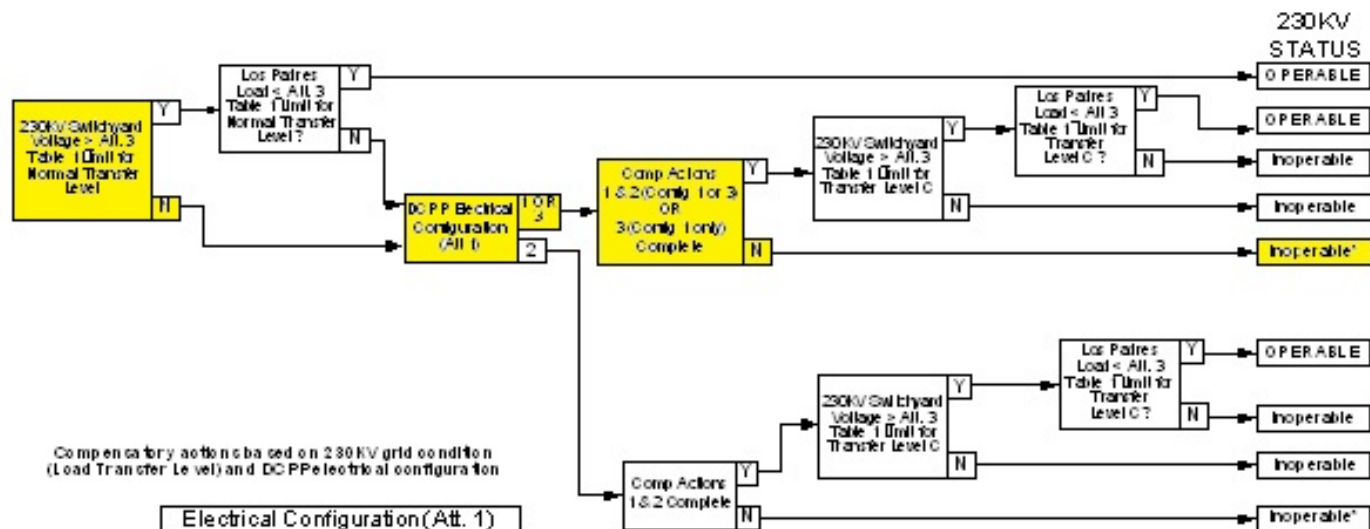 230KV
STATUS
Los Padres
Load < Att. 3
Table 1 Limit for
Normal Transfer
Level ?
Y
N
OPERABLE
230KV Switchyard
Voltage > Att. 3
Table 1 Limit for
Normal Transfer
Level
Y
N
DCPP Electrical
Configuration
(Att 1)
1 OR
3
2
Comp Actions
1 & 2 (Config 1 or 3)
OR
3 (Config 1 only)
Complete
Y
N
230KV Switchyard
Voltage > Att. 3
Table 1 Limit for
Transfer Level C
Y
N
Los Padres
Load < Att 3
Table 1 Limit for
Transfer
Level C ?
Y
N
OPERABLE
Inoperable
Inoperable
Inoperable*
Comp Actions
1 & 2 Complete
Y
N
230KV Switchyard
Voltage > Att. 3
Table 1 Limit for
Transfer Level C
Y
N
Los Padres
Load < Att. 3
Table 1 Limit for
Transfer
Level C ?
Y
N
OPERABLE
Inoperable
Inoperable
Inoperable*
Compensatory actions based on 230KV grid condition
(Load Transfer Level) and DCPP electrical configuration
Electrical Configuration (Att. 1)